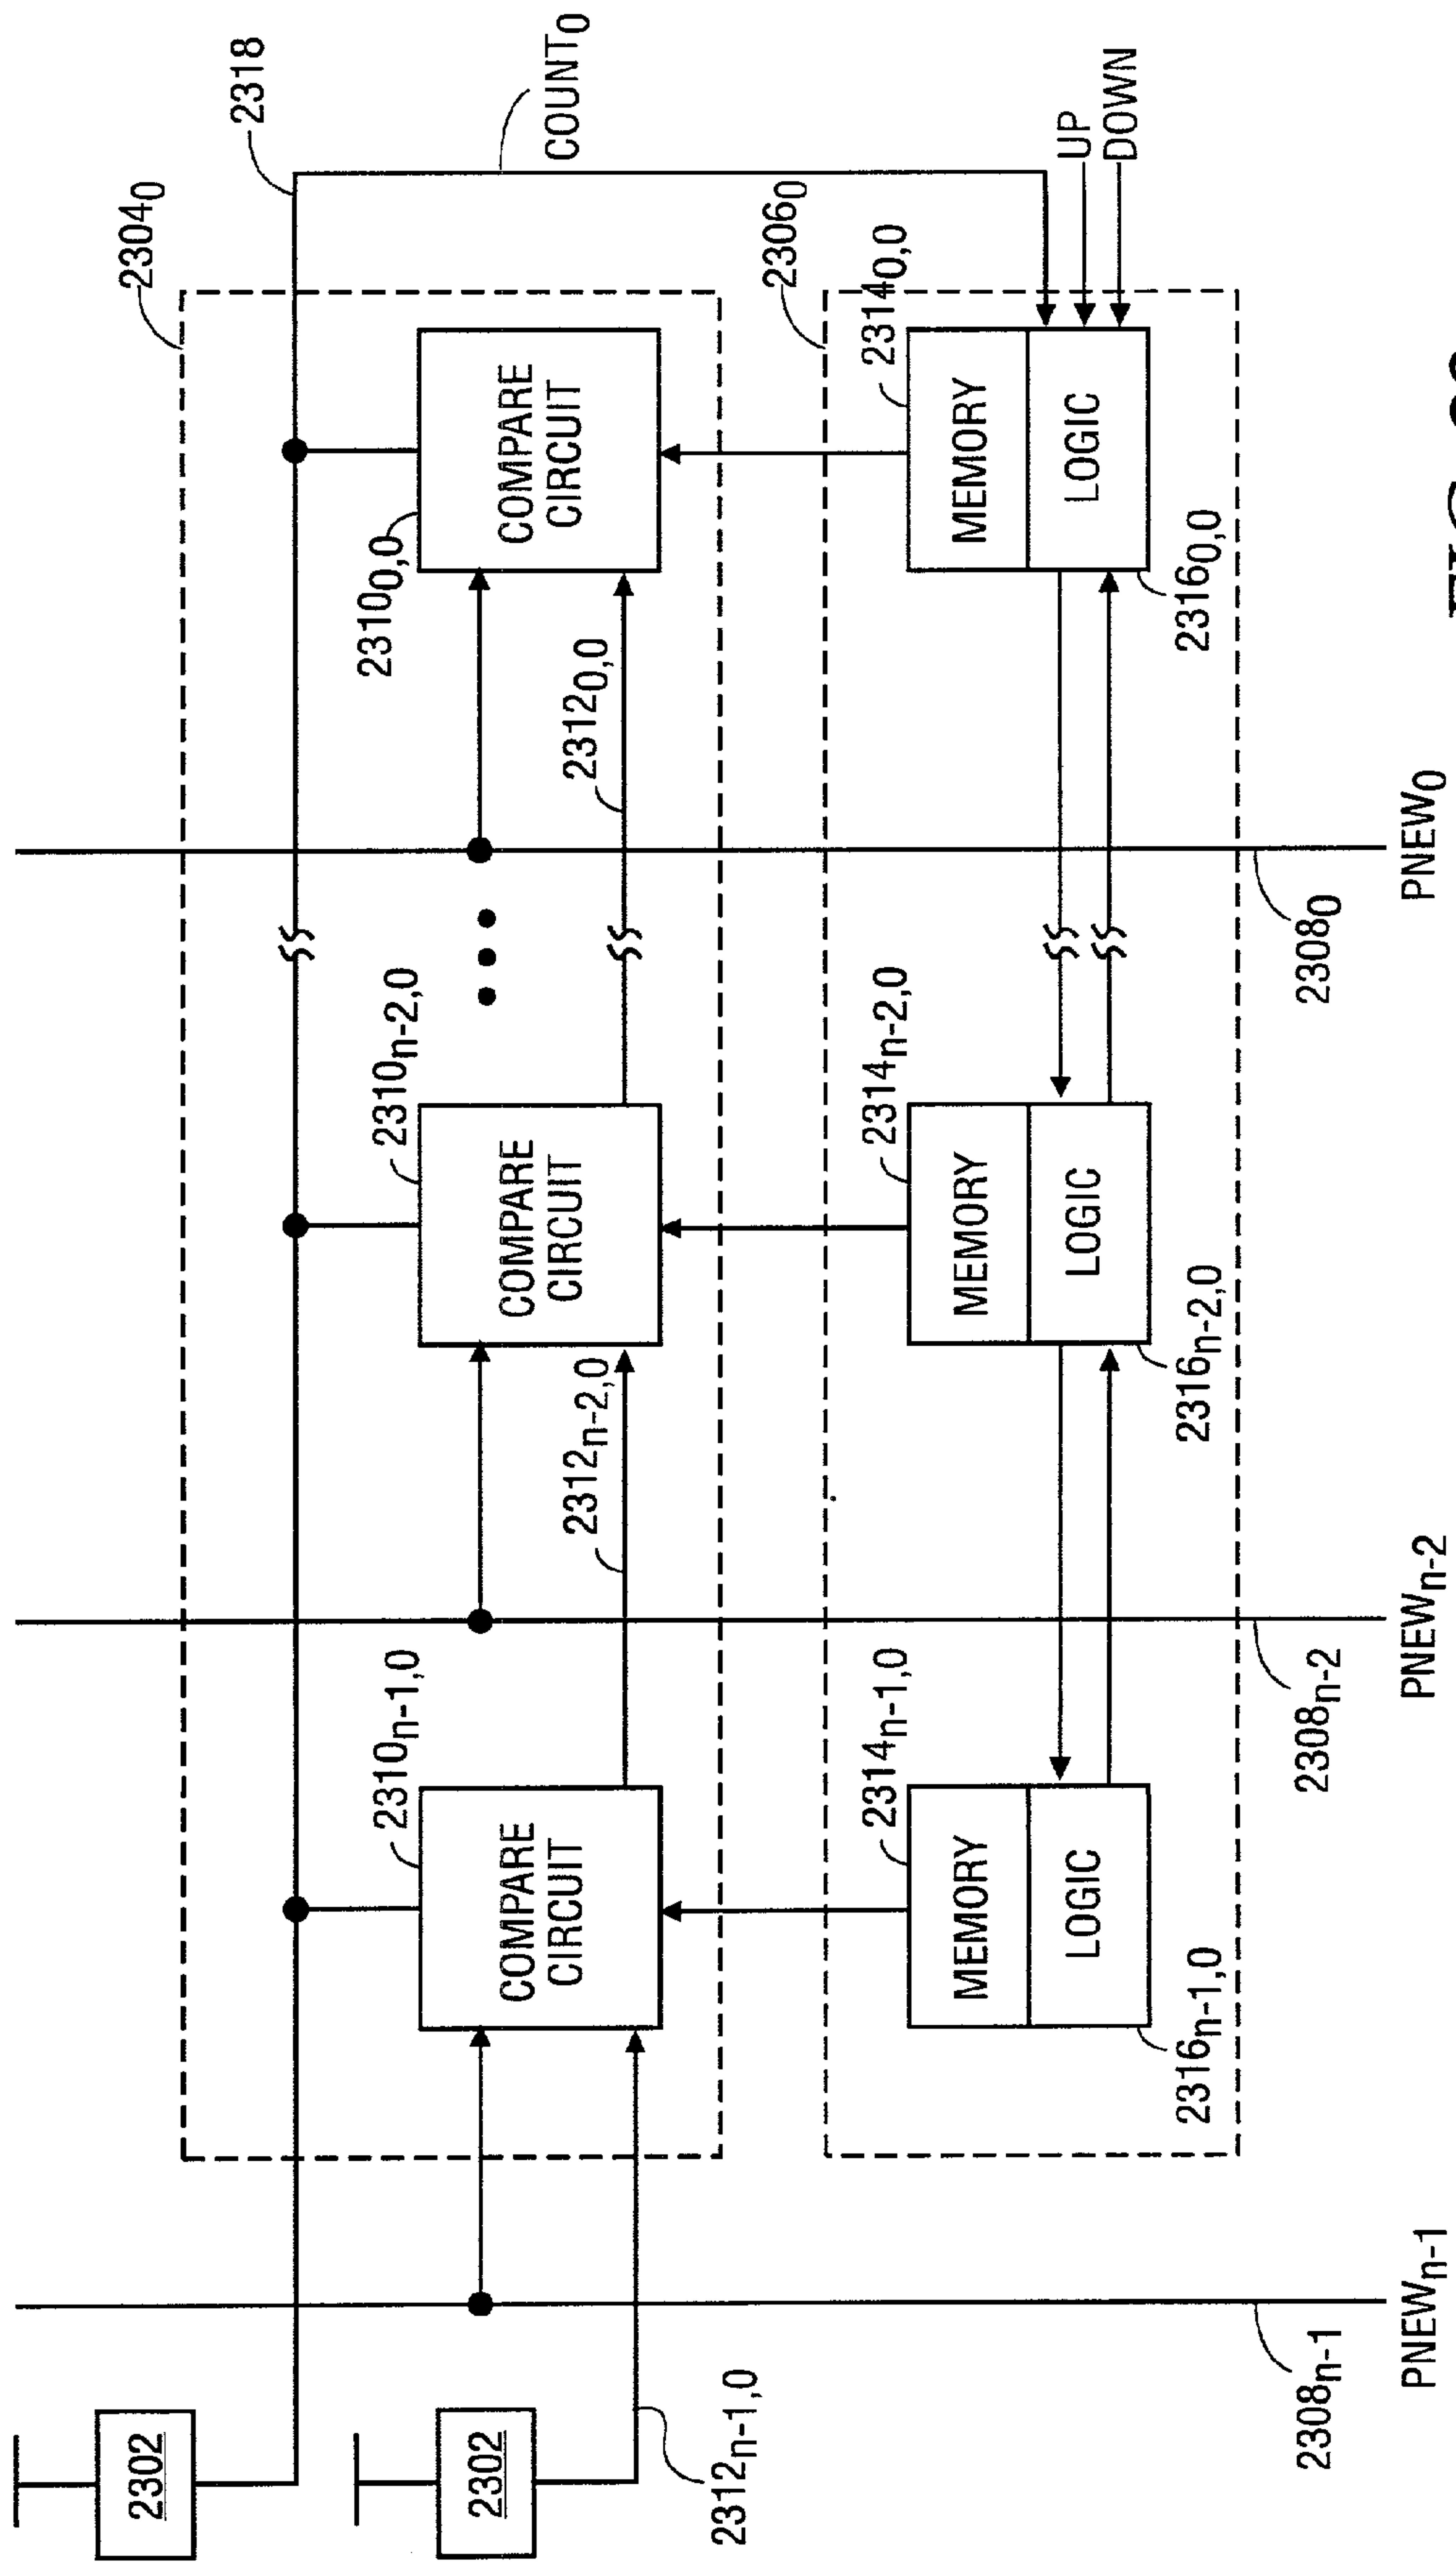 2318
COUNT0
23040
2302
2310n-1,0
2310n-2,0
23100,0
COMPARE
CIRCUIT
COMPARE
CIRCUIT
COMPARE
CIRCUIT
2302
2312n-1,0
2312n-2,0
23120,0
23060
2314n-1,0
2314n-2,0
23140,0
MEMORY
LOGIC
MEMORY
LOGIC
MEMORY
LOGIC
UP
DOWN
2316n-1,0
2316n-2,0
23160,0
2308n-1
2308n-2
23080
PNEWn-1
PNEWn-2
PNEW0